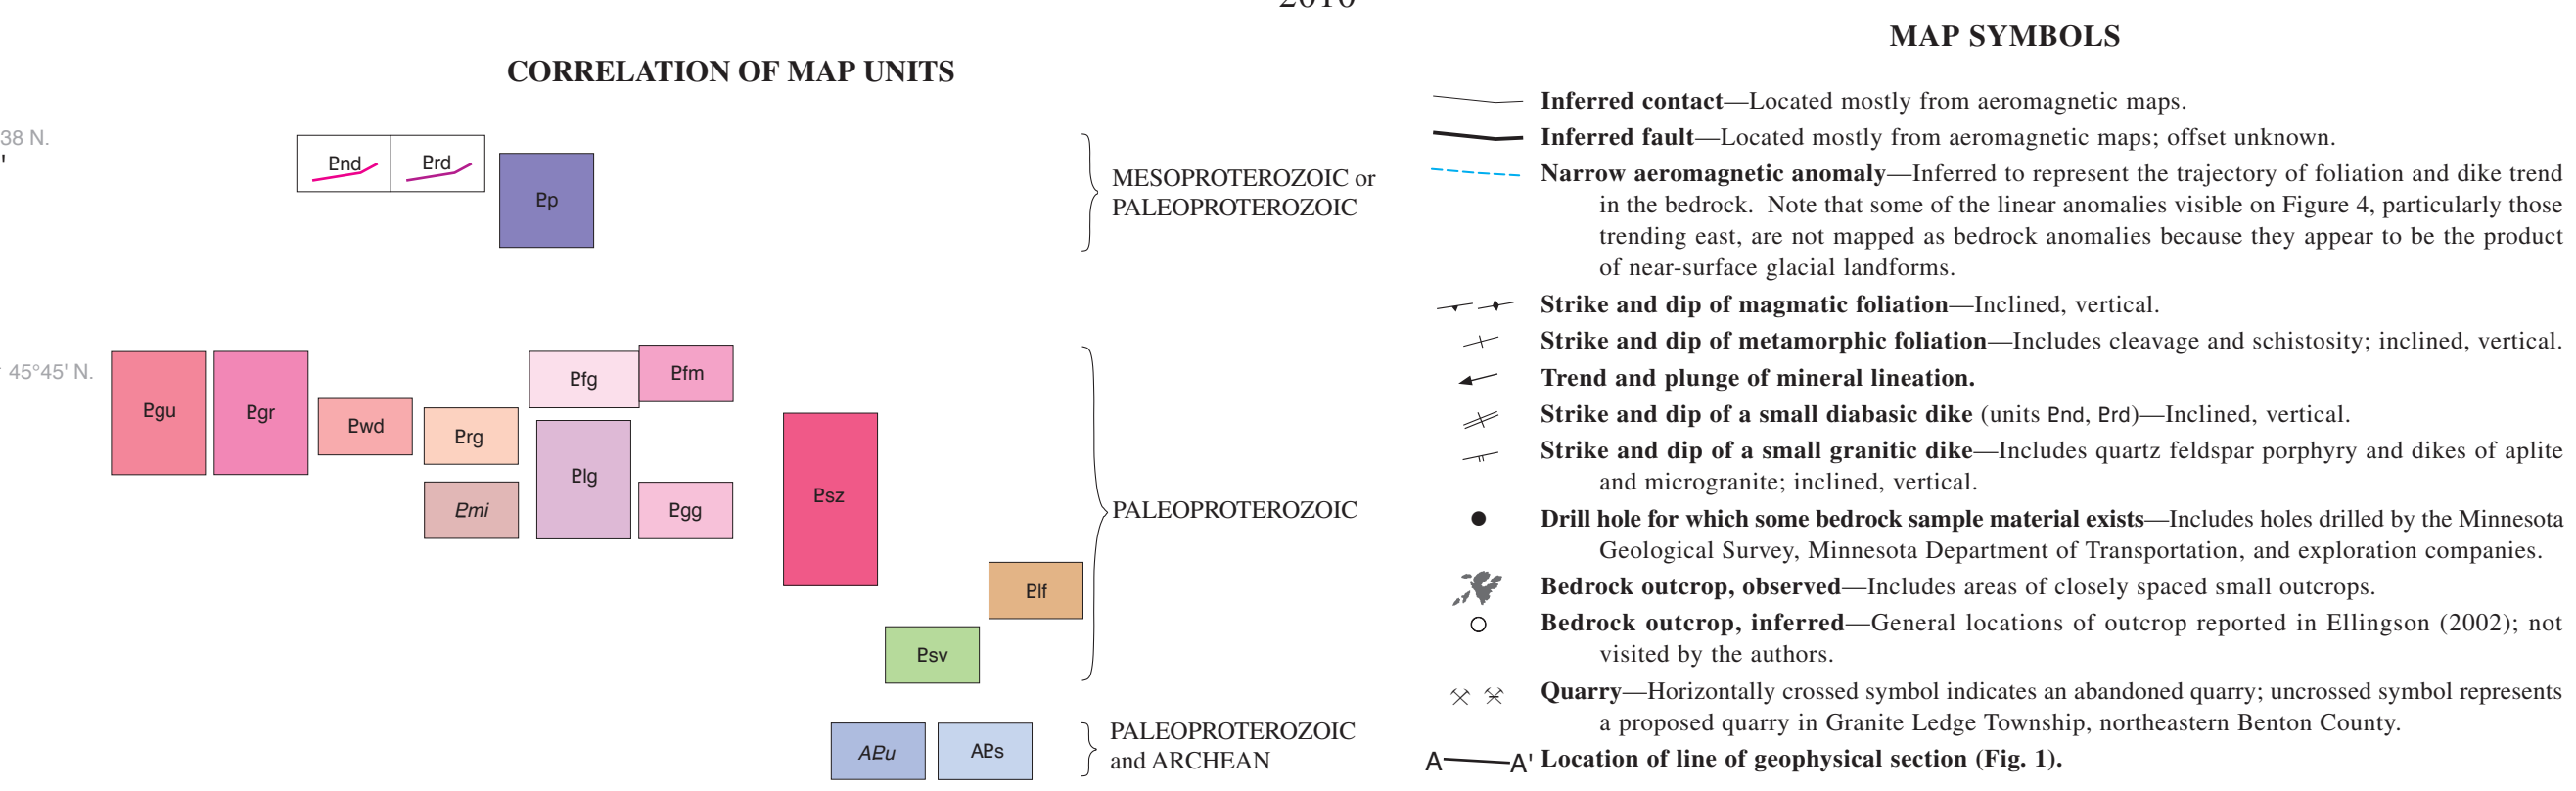 2010
CORRELATION OF MAP UNITS
38 N.
'
45°45' N.
Ꝑnd
Ꝑrd
Ꝑp
MESOPROTEROZOIC or
PALEOPROTEROZOIC
Ꝑgu
Ꝑgr
Ꝑwd
Ꝑrg
Ꝑmi
Ꝑfg
Ꝑfm
Ꝑlg
Ꝑgg
Ꝑsz
Ꝑlf
Ꝑsv
PALEOPROTEROZOIC
AꝐu
AꝐs
PALEOPROTEROZOIC
and ARCHEAN
MAP SYMBOLS
Inferred contact—Located mostly from aeromagnetic maps.
Inferred fault—Located mostly from aeromagnetic maps; offset unknown.
Narrow aeromagnetic anomaly—Inferred to represent the trajectory of foliation and dike trend
in the bedrock. Note that some of the linear anomalies visible on Figure 4, particularly those
trending east, are not mapped as bedrock anomalies because they appear to be the product
of near-surface glacial landforms.
Strike and dip of magmatic foliation—Inclined, vertical.
Strike and dip of metamorphic foliation—Includes cleavage and schistosity; inclined, vertical.
Trend and plunge of mineral lineation.
Strike and dip of a small diabasic dike (units Ꝑnd, Ꝑrd)—Inclined, vertical.
Strike and dip of a small granitic dike—Includes quartz feldspar porphyry and dikes of aplite
and microgranite; inclined, vertical.
Drill hole for which some bedrock sample material exists—Includes holes drilled by the Minnesota
Geological Survey, Minnesota Department of Transportation, and exploration companies.
Bedrock outcrop, observed—Includes areas of closely spaced small outcrops.
Bedrock outcrop, inferred—General locations of outcrop reported in Ellingson (2002); not
visited by the authors.
Quarry—Horizontally crossed symbol indicates an abandoned quarry; uncrossed symbol represents
a proposed quarry in Granite Ledge Township, northeastern Benton County.
A A' Location of line of geophysical section (Fig. 1).